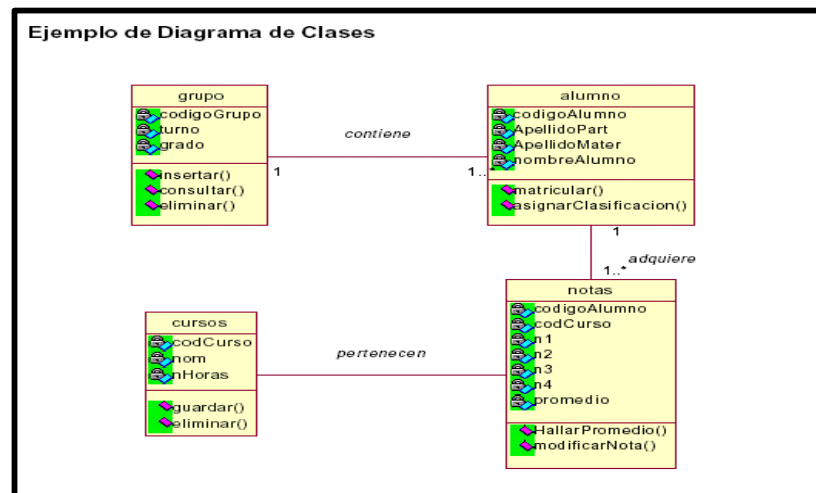 Ejemplo de Diagrama de Clases
grupo
codigoGrupo
turno
grado
insertar()
consultar()
eliminar()
contiene
1
1..*
alumno
codigoAlumno
ApellidoPart
ApellidoMater
nombreAlumno
matricular()
asignarClasificacion()
1
1..*
adquiere
notas
codigoAlumno
codCurso
n1
n2
n3
n4
promedio
HallarPromedio()
modificarNota()
pertenecen
cursos
codCurso
nom
nHoras
guardar()
eliminar()